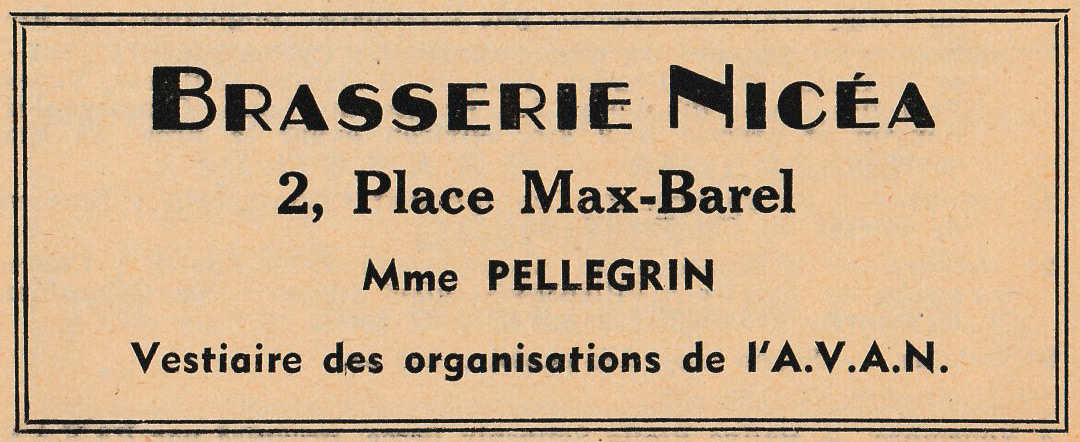 BRASSERIE NICÉA
2, Place Max-Barel
Mme PELLEGRIN
Vestiaire des organisations de l'A.V.A.N.